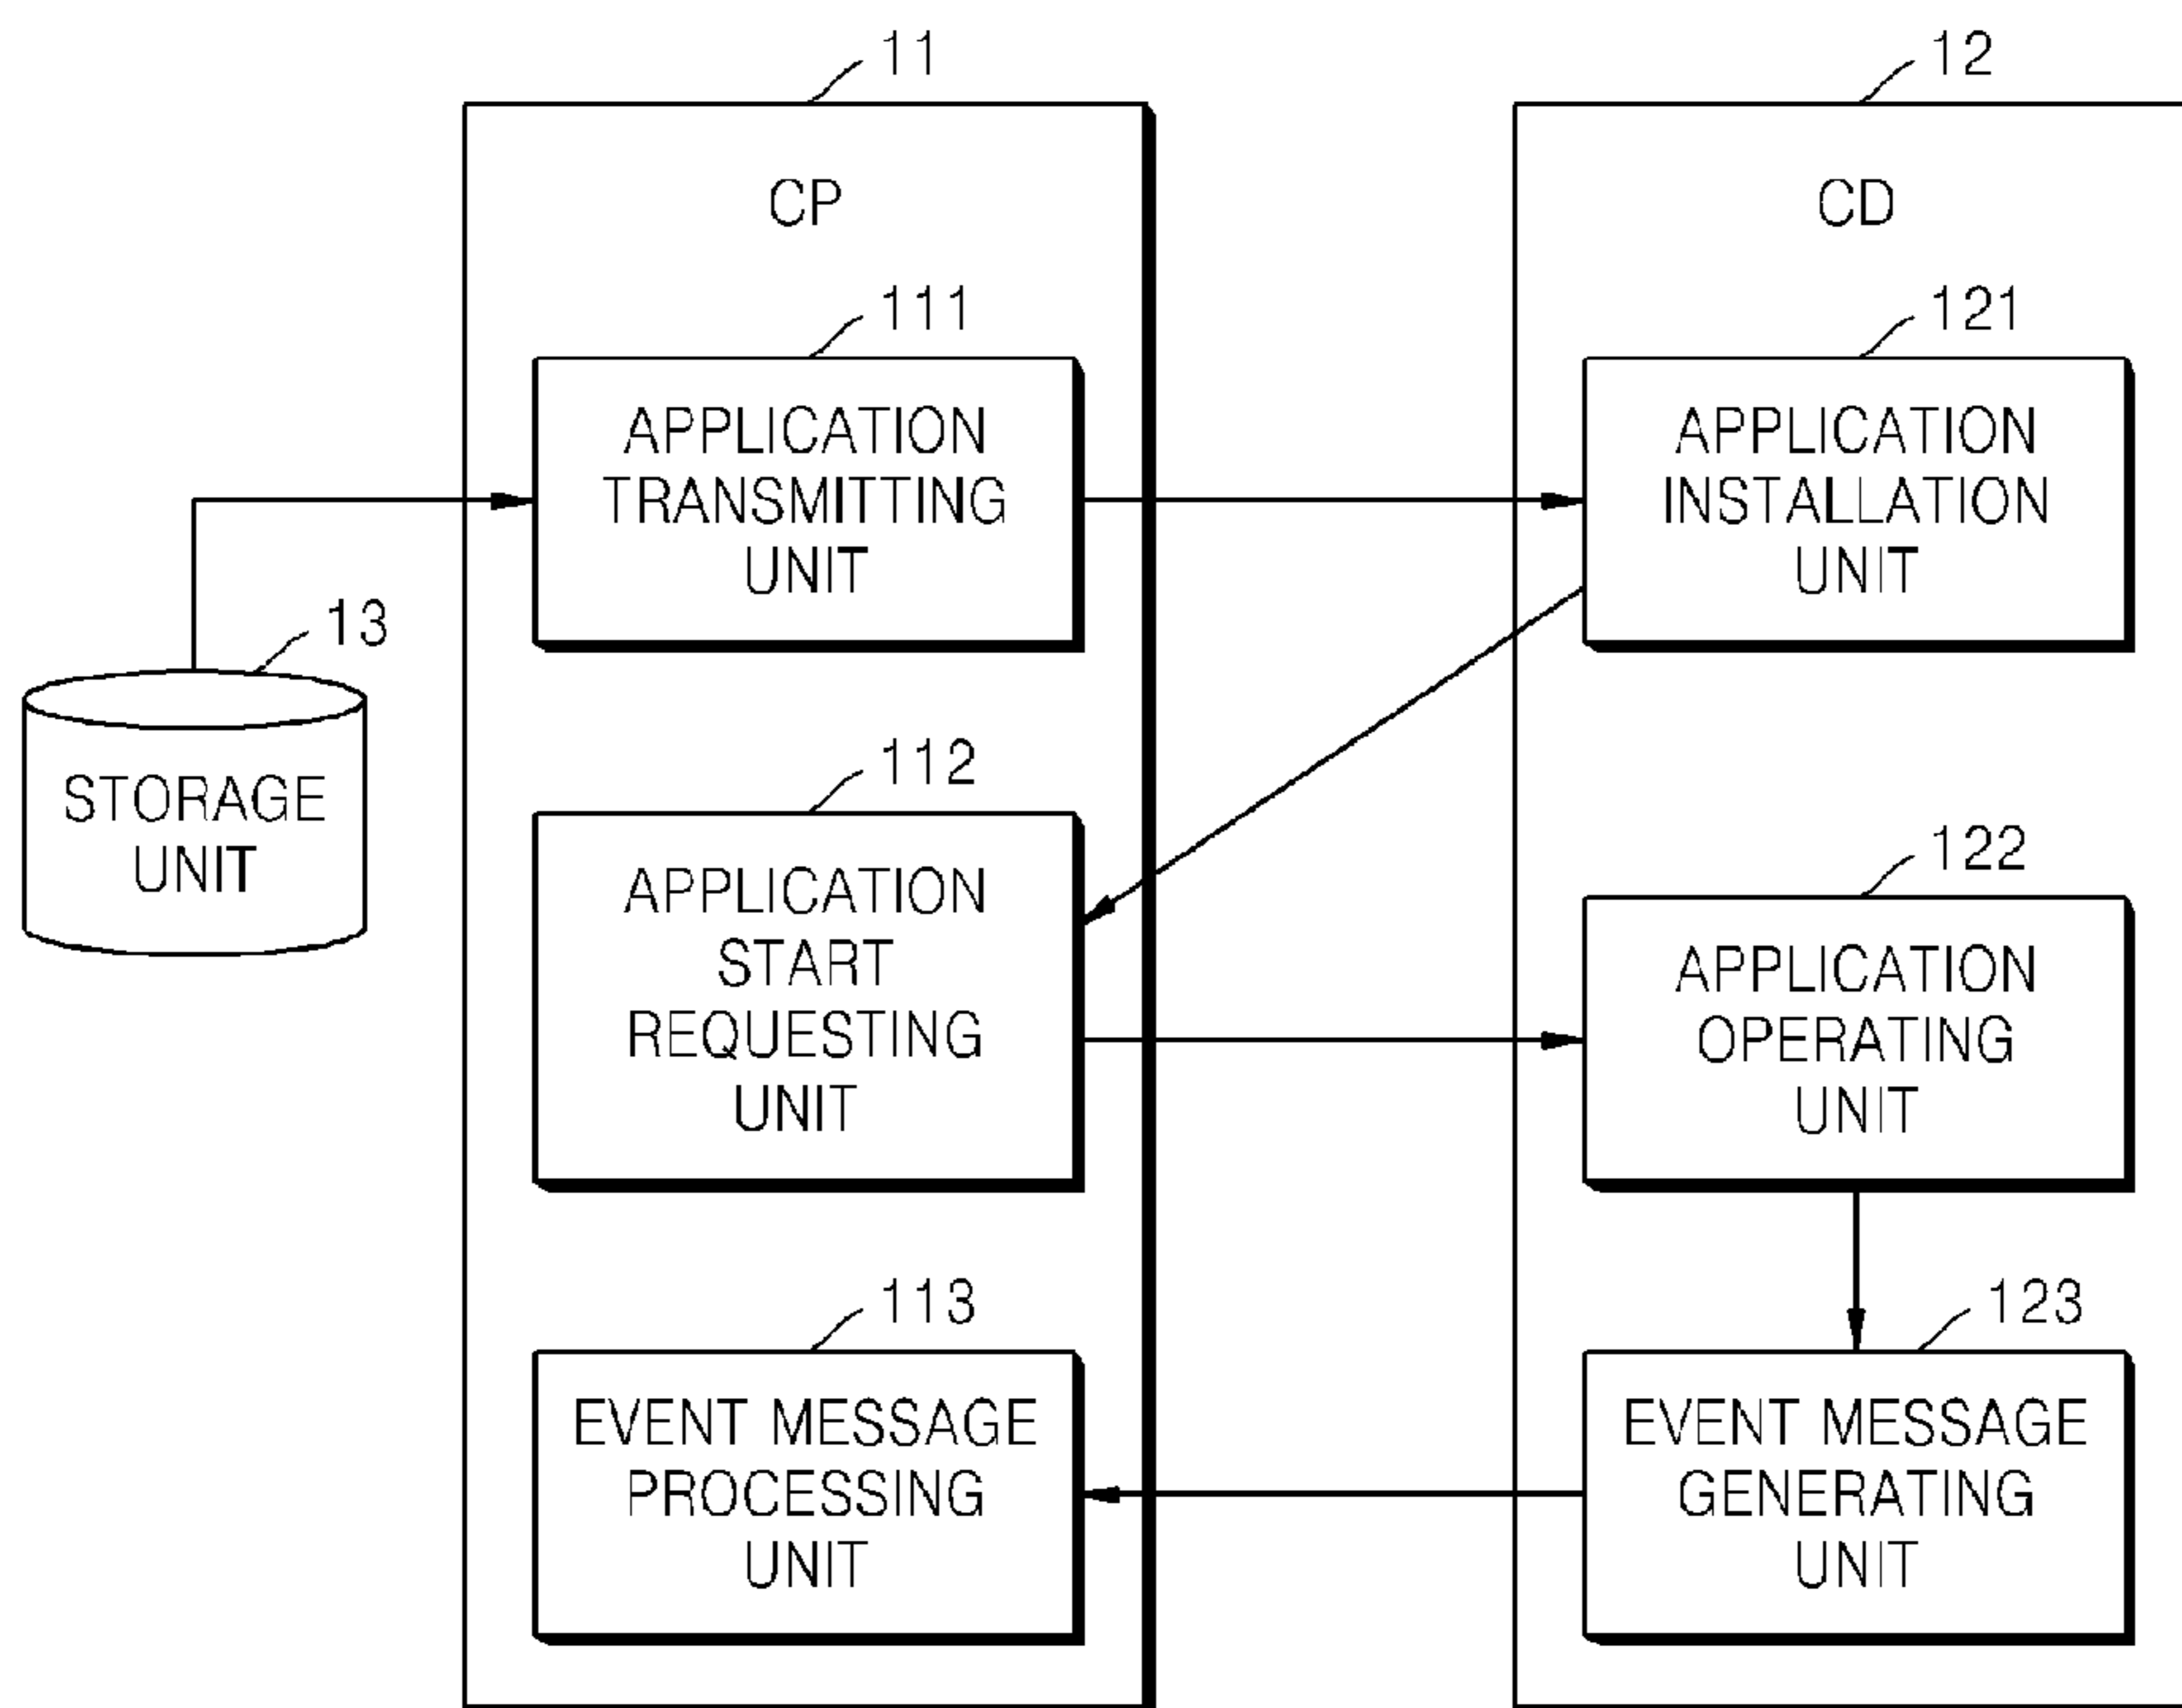 11
12
CP
CD
111
121
APPLICATION
TRANSMITTING
UNIT
APPLICATION
INSTALLATION
UNIT
13
STORAGE
UNIT
112
122
APPLICATION
START
REQUESTING
UNIT
APPLICATION
OPERATING
UNIT
113
123
EVENT MESSAGE
PROCESSING
UNIT
EVENT MESSAGE
GENERATING
UNIT